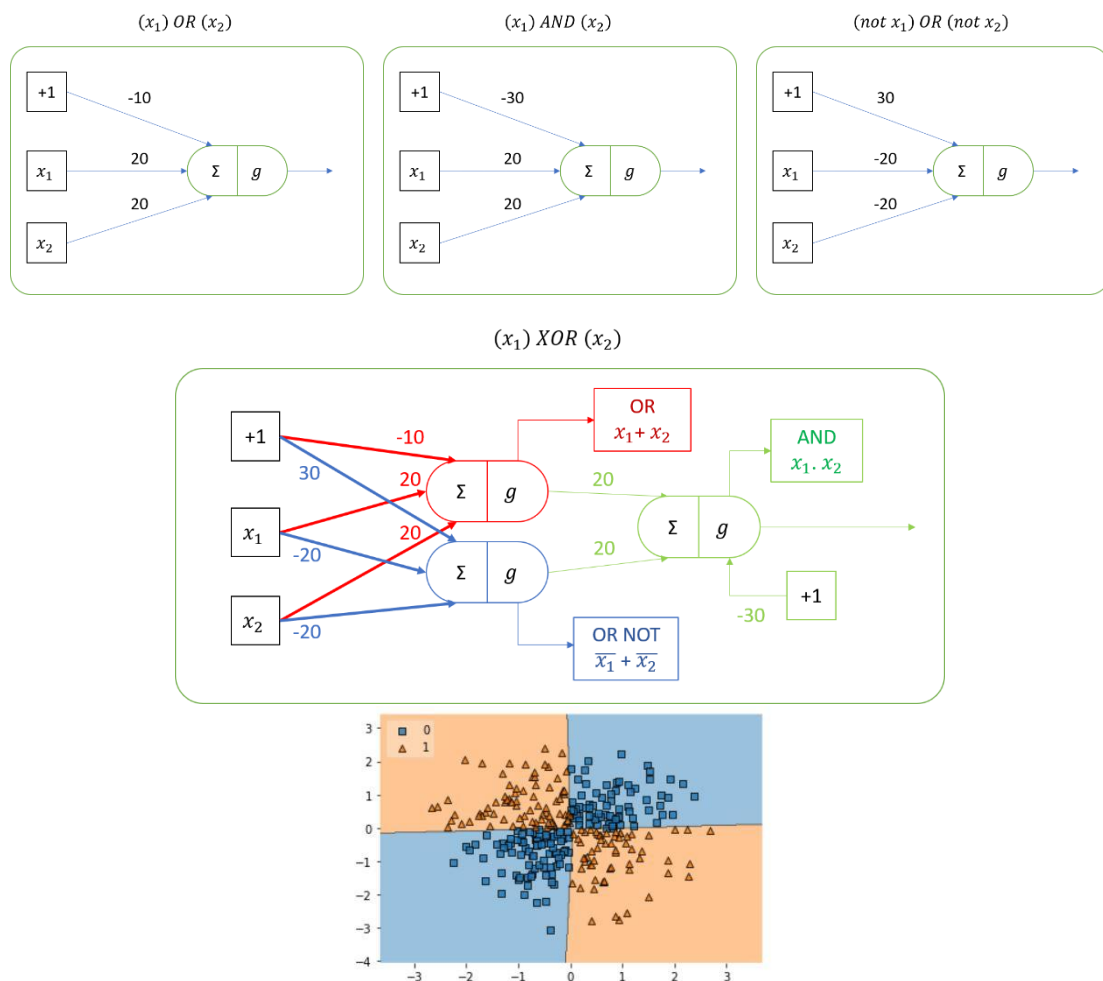 (x₁) OR (x₂)
+1
-10
x₁
20
Σ
g
20
x₂
(x₁) AND (x₂)
+1
-30
x₁
20
Σ
g
20
x₂
(not x₁) OR (not x₂)
+1
30
x₁
-20
Σ
g
-20
x₂
(x₁) XOR (x₂)
+1
-10
30
OR
x₁+ x₂
AND
x₁. x₂
20
Σ
g
20
x₁
20
-20
Σ
g
Σ
g
20
x₂
-20
+1
-30
OR NOT
x̅₁ + x̅₂
0
1
3
2
1
0
−1
−2
−3
−4
−3
−2
−1
0
1
2
3